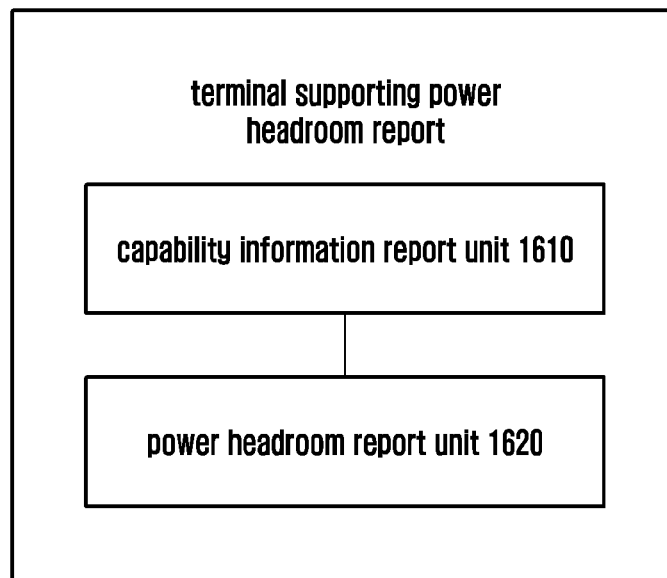 terminal supporting power
headroom report
capability information report unit 1610
power headroom report unit 1620